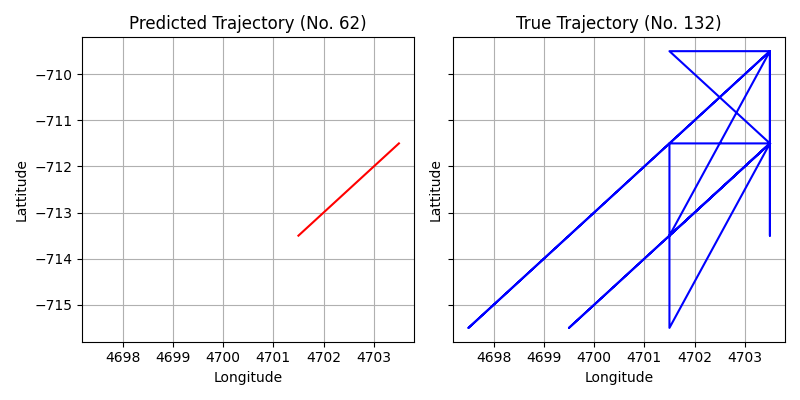 Predicted Trajectory (No. 62)
True Trajectory (No. 132)
Lattitude
−710
−711
−712
−713
−714
−715
4698 4699 4700 4701 4702 4703
Longitude
Lattitude
4698 4699 4700 4701 4702 4703
Longitude